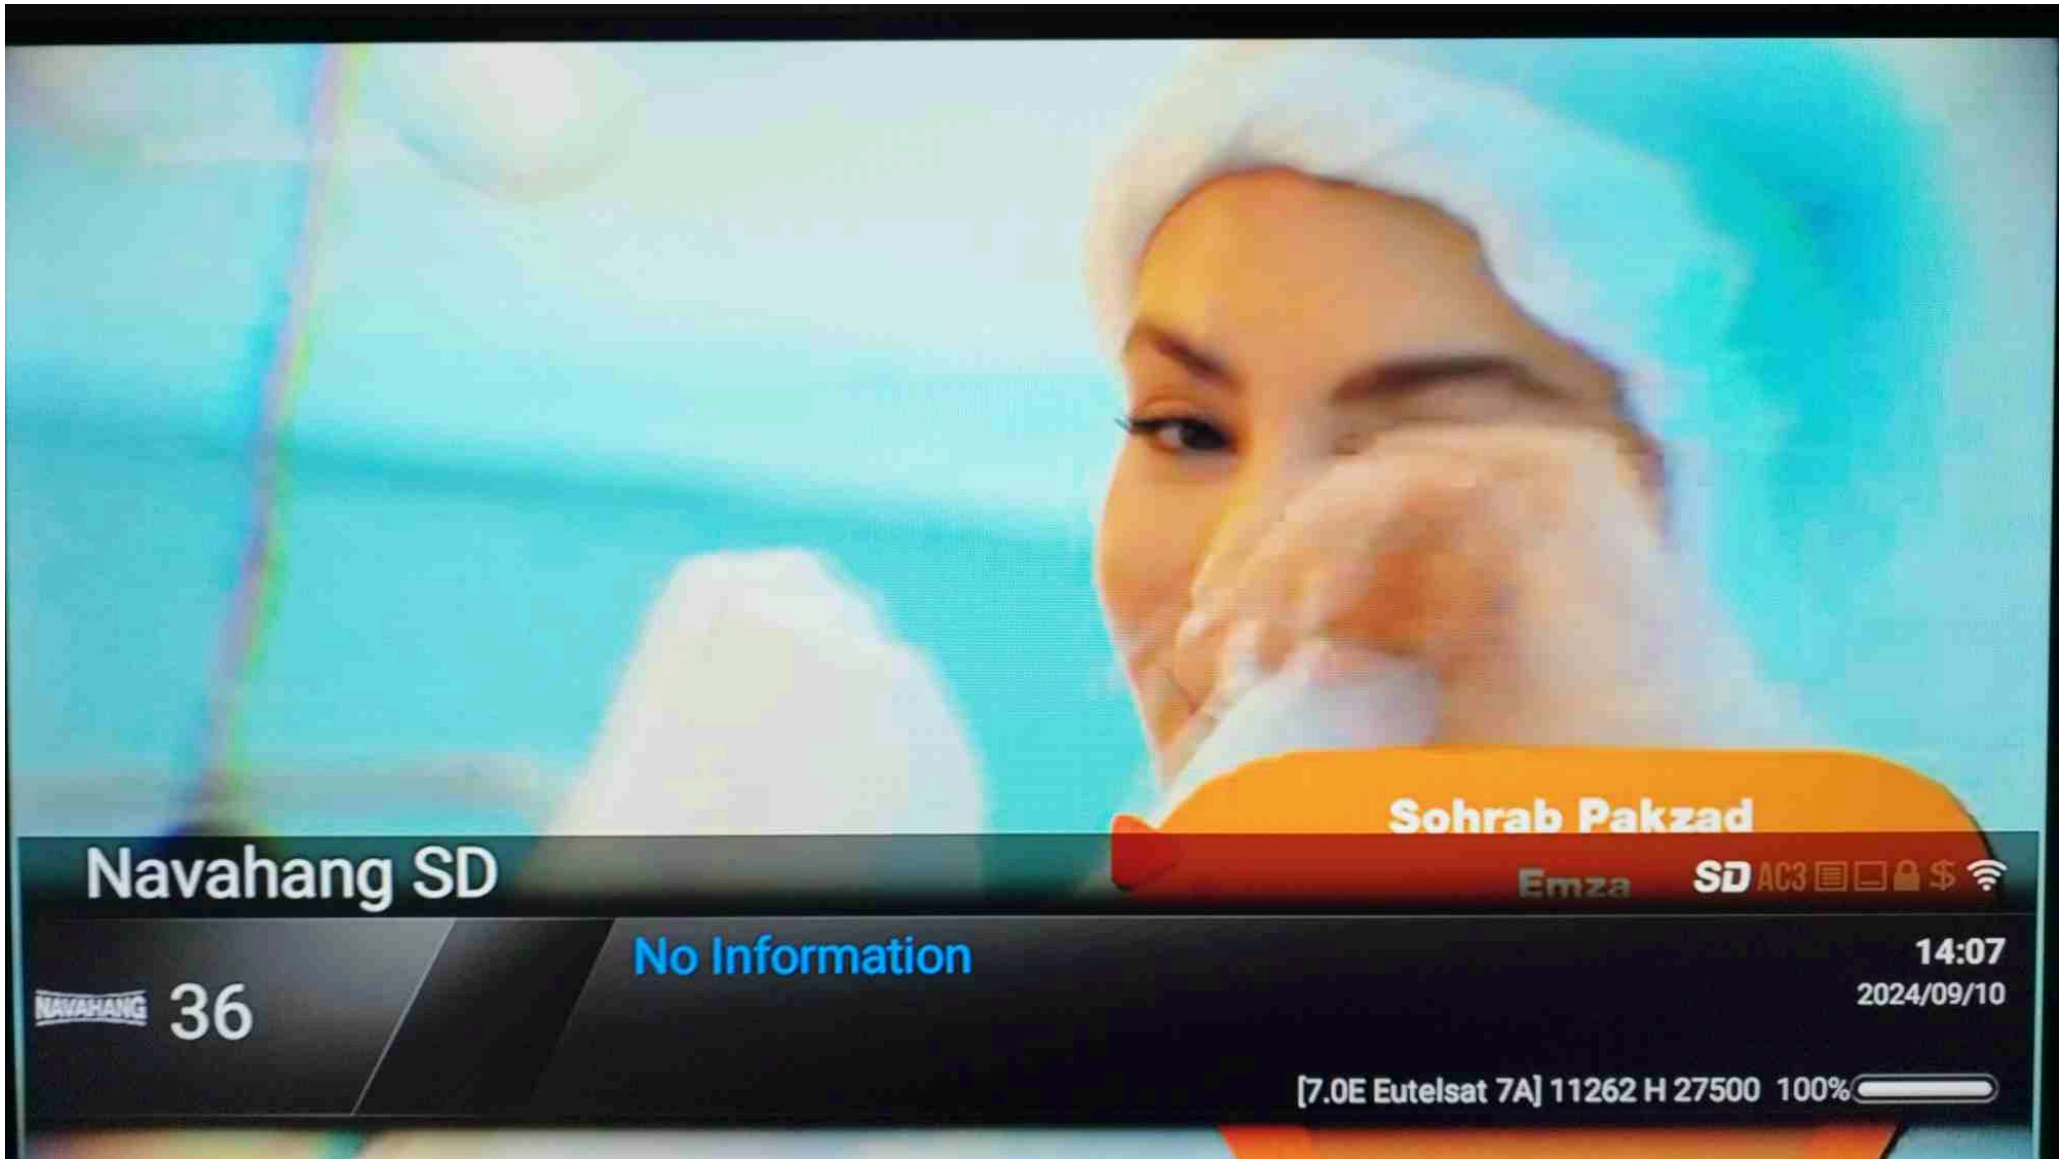 Sohrab Pakzad
Emza
Navahang SD
SD AC3 $
NAVAHANG 36
No Information
14:07
2024/09/10
[7.0E Eutelsat 7A] 11262 H 27500 100%